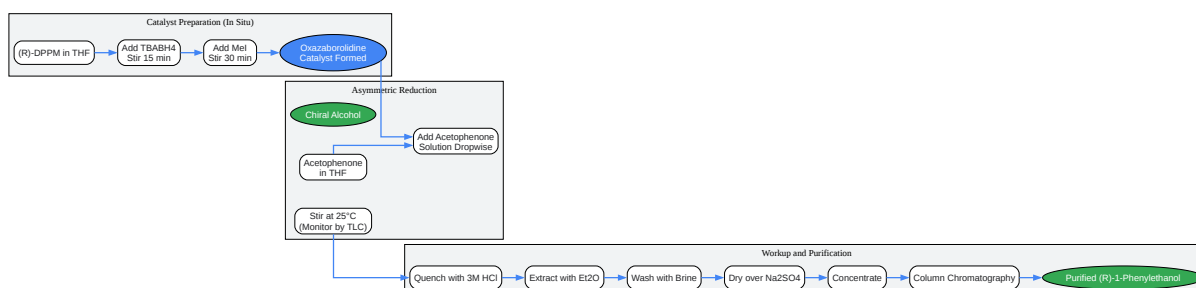 Catalyst Preparation (In Situ)
(R)-DPPM in THF
Add TBABH4
Stir 15 min
Add MeI
Stir 30 min
Oxazaborolidine
Catalyst Formed
Asymmetric Reduction
Chiral Alcohol
Add Acetophenone
Solution Dropwise
Acetophenone
in THF
Stir at 25°C
(Monitor by TLC)
Workup and Purification
Quench with 3M HCl
Extract with Et2O
Wash with Brine
Dry over Na2SO4
Concentrate
Column Chromatography
Purified (R)-1-Phenylethanol